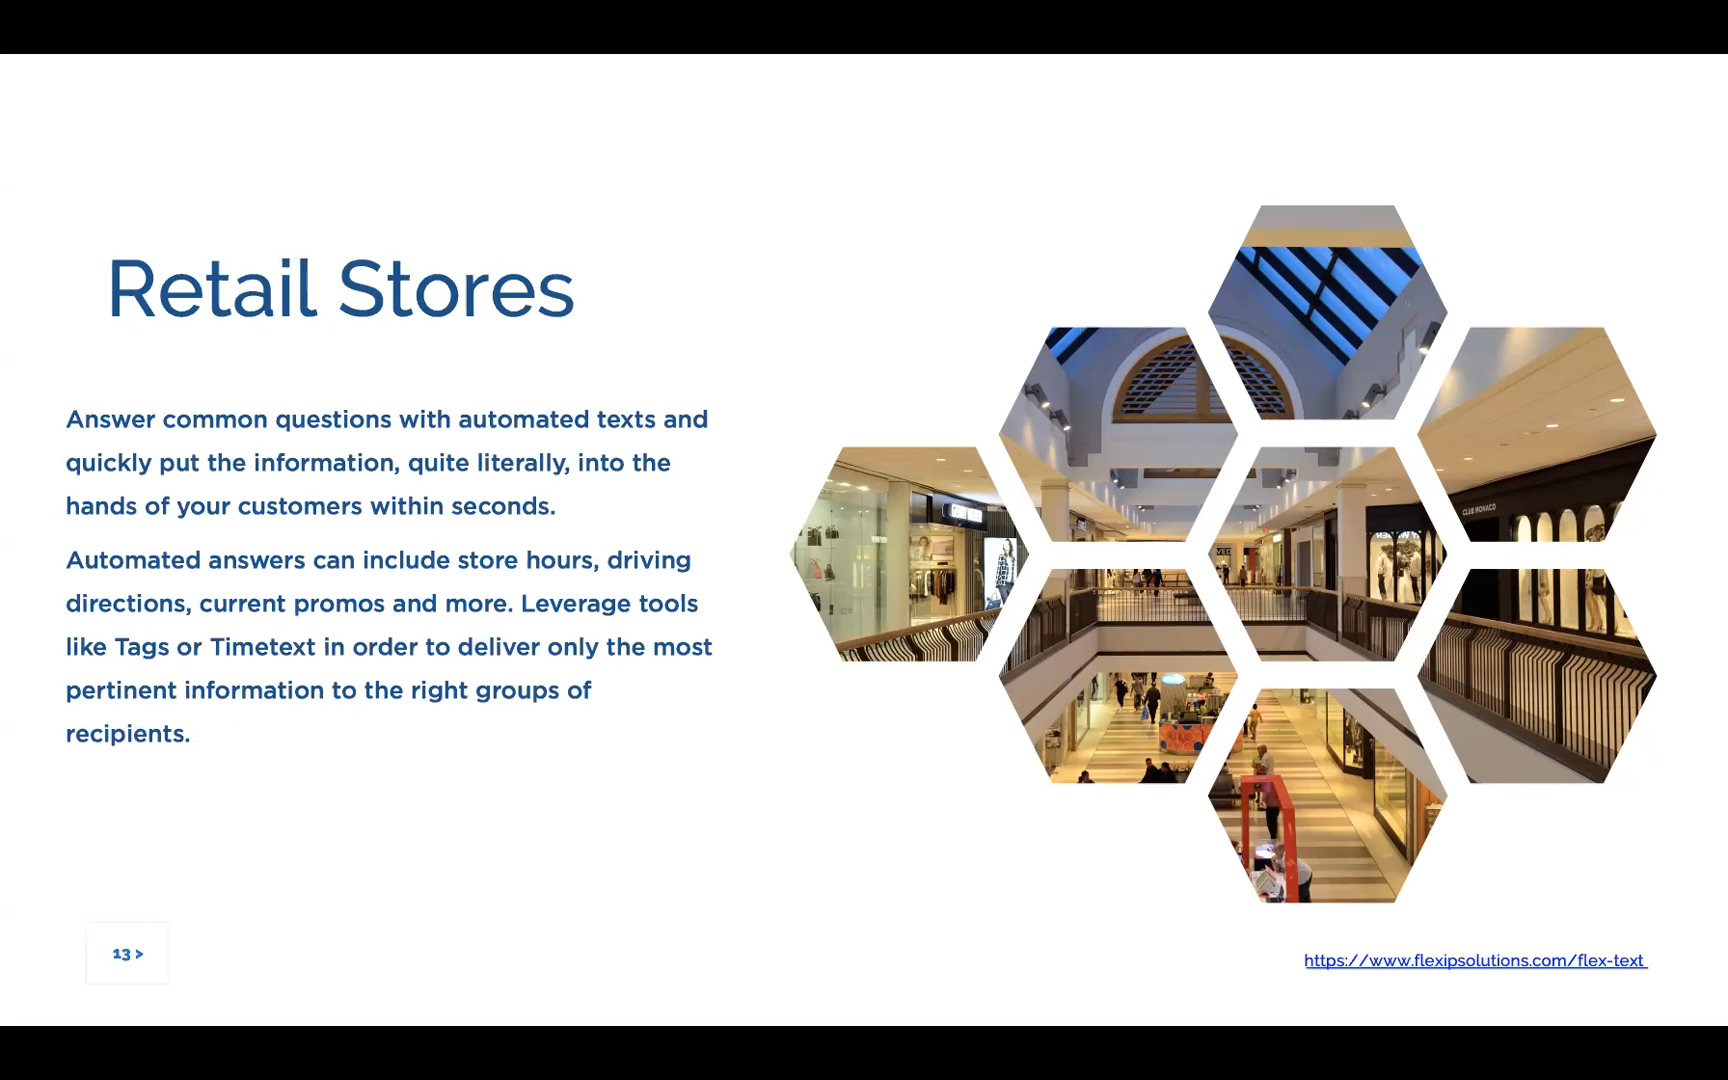 Retail Stores
Answer common questions with automated texts and
quickly put the information, quite literally, into the
hands of your customers within seconds.
Automated answers can include store hours, driving
directions, current promos and more. Leverage tools
like Tags or Timetext in order to deliver only the most
pertinent information to the right groups of
recipients.
CLUB MONACO
13 >
https://www.flexipsolutions.com/flex-text